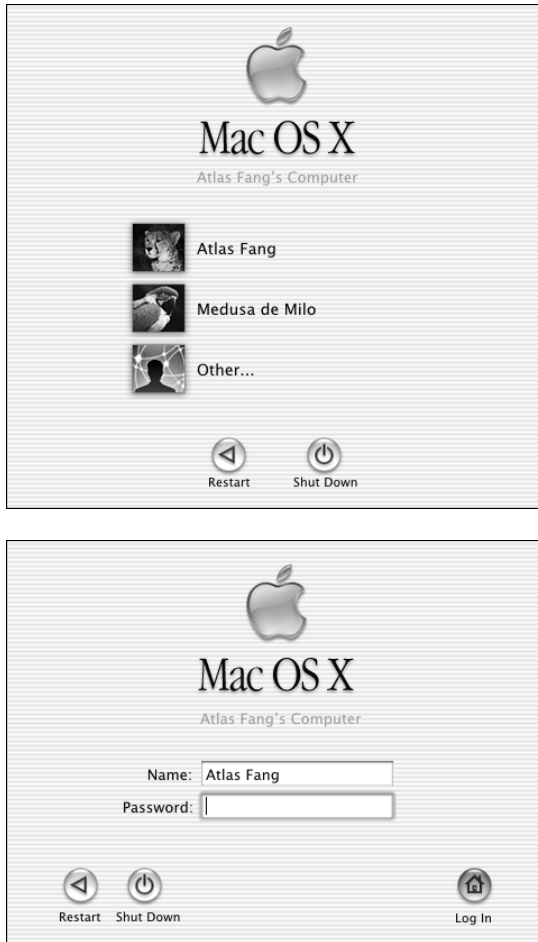 Mac OS X
Atlas Fang's Computer
Atlas Fang
Medusa de Milo
Other...
Restart Shut Down
Mac OS X
Atlas Fang's Computer
Name: Atlas Fang
Password:
Restart Shut Down Log In